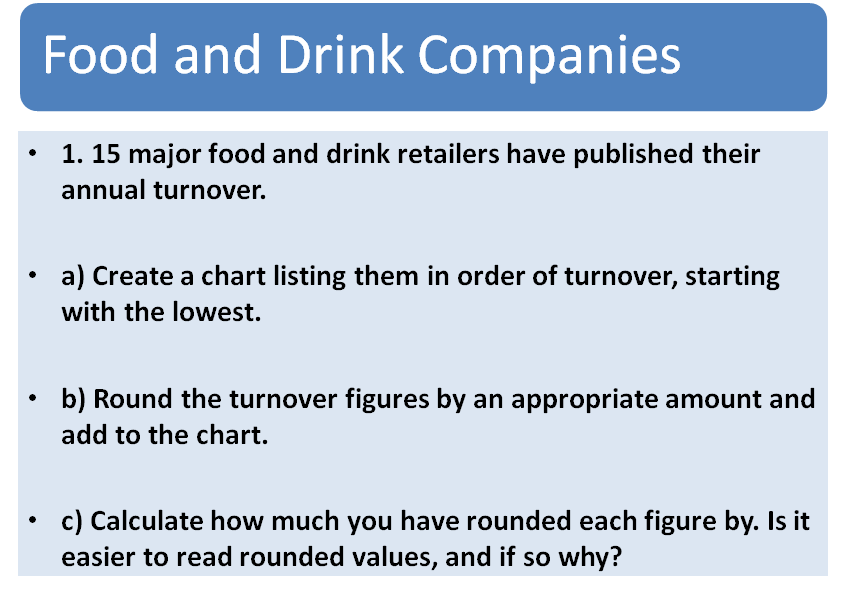 Food and Drink Companies
• 1. 15 major food and drink retailers have published their
annual turnover.
• a) Create a chart listing them in order of turnover, starting
with the lowest.
• b) Round the turnover figures by an appropriate amount and
add to the chart.
• c) Calculate how much you have rounded each figure by. Is it
easier to read rounded values, and if so why?